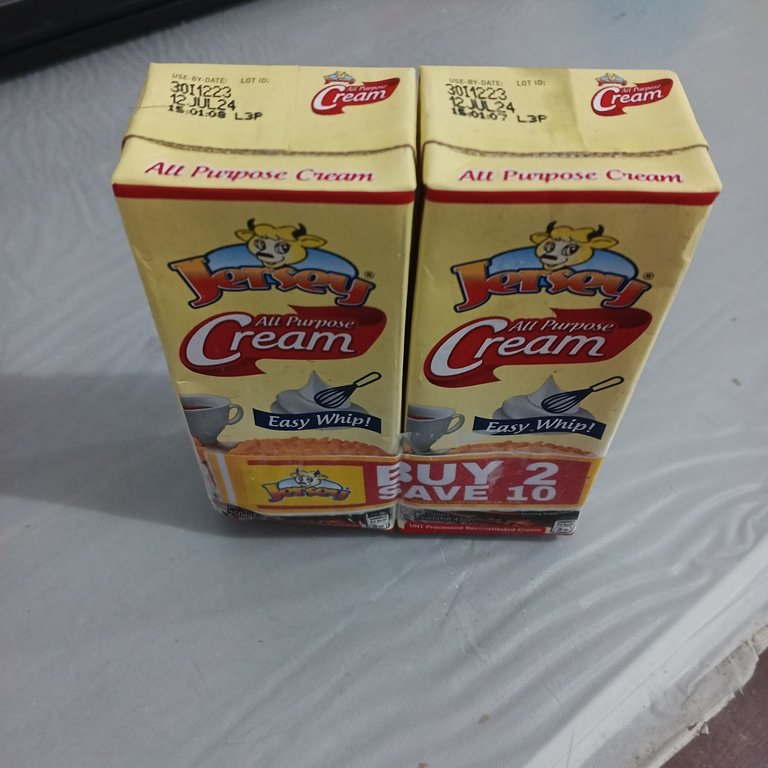 USE-BY-DATE: LOT ID:
30I1223
12JUL24
15:01:08 L3P
All Purpose
Cream
All Purpose Cream
Jersey®
All Purpose
Cream
Easy Whip!
USE-BY-DATE: LOT ID:
30I1223
12JUL24
15:01:07 L3P
All Purpose
Cream
All Purpose Cream
Jersey®
All Purpose
Cream
Easy Whip!
Jersey
BUY 2
SAVE 10
UHT Processed Reconstituted Cream